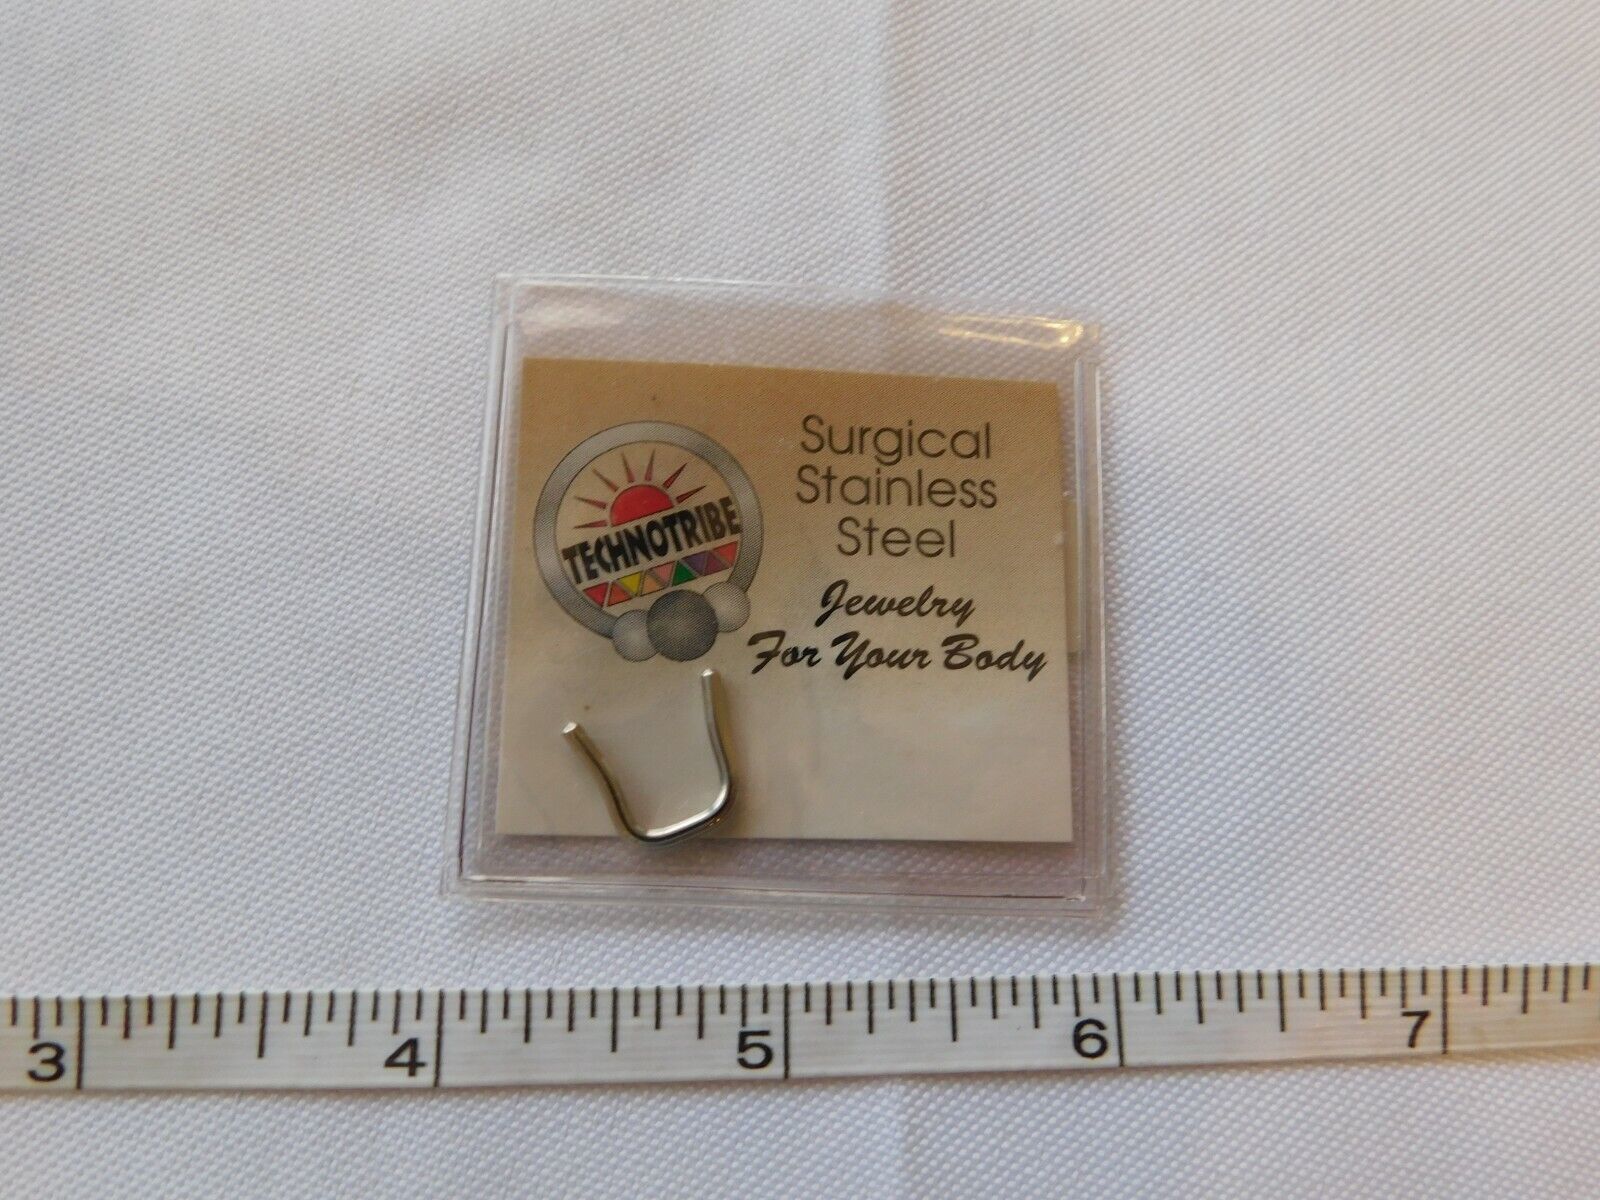 Surgical
Stainless
Steel
TECHNOTRIBE
Jewelry
For Your Body
3 4 5 6 7